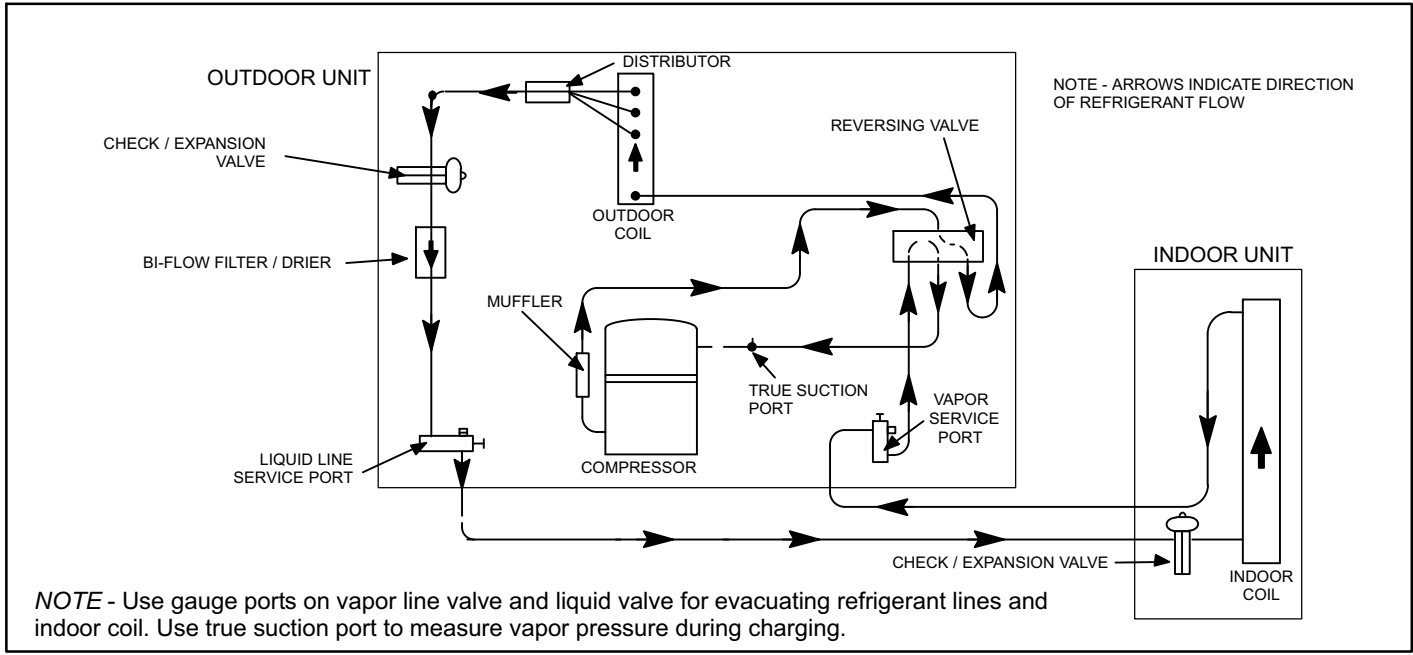 OUTDOOR UNIT
DISTRIBUTOR
NOTE - ARROWS INDICATE DIRECTION
OF REFRIGERANT FLOW
CHECK / EXPANSION
VALVE
REVERSING VALVE
OUTDOOR
COIL
BI-FLOW FILTER / DRIER
INDOOR UNIT
MUFFLER
TRUE SUCTION
PORT
VAPOR
SERVICE
PORT
LIQUID LINE
SERVICE PORT
COMPRESSOR
CHECK / EXPANSION VALVE
INDOOR
COIL
NOTE - Use gauge ports on vapor line valve and liquid valve for evacuating refrigerant lines and
indoor coil. Use true suction port to measure vapor pressure during charging.